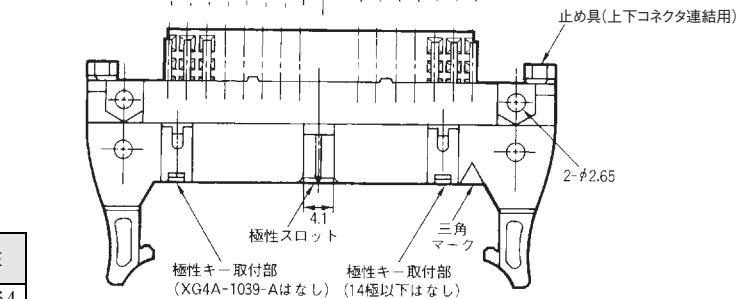 止め具(上下コネクタ連結用)
2-φ2.65
4.1
極性スロット
三角
マーク
極性キー取付部
(XG4A-1039-Aはなし)
極性キー取付部
(14極以下はなし)